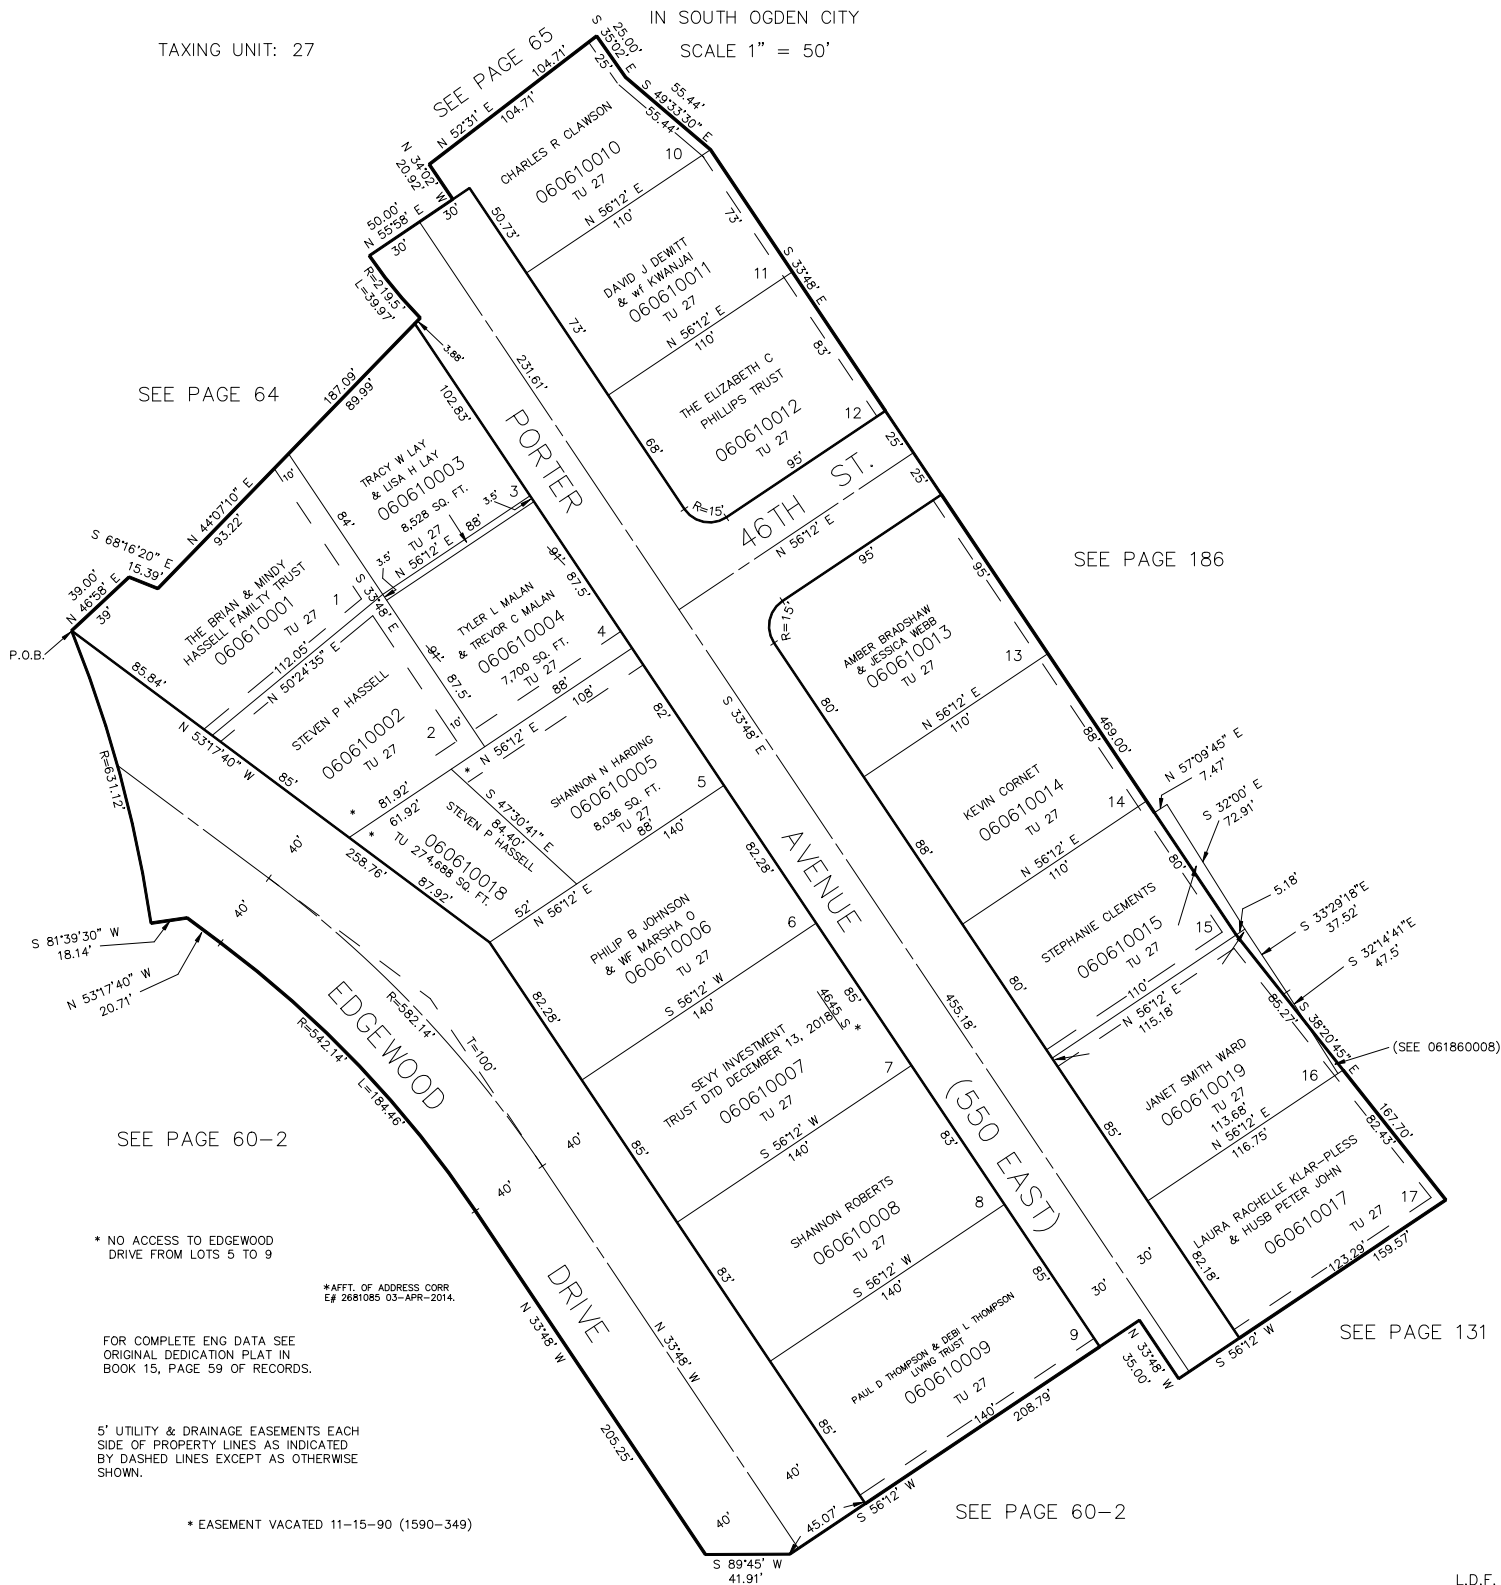 IN SOUTH OGDEN CITY
TAXING UNIT: 27
SCALE 1" = 50'
SEE PAGE 65
N 52°31' E
104.71'
104.71'
S 35°02' E
25.00'
25'
S 49°33'30" E
55.44'
55.44'
N 34°02' W
20.92'
50.00'
N 55°58' E
30'
30'
R=219.5'
L=39.97'
3.88'
50.73'
CHARLES R CLAWSON
060610010
TU 27
10
N 56°12' E
110'
73'
73'
S 33°48' E
DAVID J DEWITT
& wf KWANJAI
060610011
TU 27
11
N 56°12' E
110'
83'
THE ELIZABETH C
PHILLIPS TRUST
060610012
TU 27
12
68'
95'
R=15'
25'
25'
46TH ST.
N 56°12' E
231.61'
PORTER
SEE PAGE 64
187.09'
89.99'
102.83'
TRACY W LAY
& LISA H LAY
060610003
8,528 SQ. FT.
TU 27
3
3.5'
88'
N 56°12' E
3.5'
10'
84'
N 44°07'10" E
93.22'
S 68°16'20" E
15.39'
39.00'
N 46°58' E
39'
P.O.B.
THE BRIAN & MINDY
HASSELL FAMILTY TRUST
060610001
TU 27
1
S 33°48' E
112.05'
N 50°24'35" E
85.84'
N 53°17'40" W
STEVEN P HASSELL
060610002
TU 27
2
85'
91'
87.5'
10'
91'
87.5'
TYLER L MALAN
& TREVOR C MALAN
060610004
7,700 SQ. FT.
TU 27
4
88'
N 56°12' E
108'
*
81.92'
*
61.92'
*
S 47°30'41" E
84.40'
STEVEN P HASSELL
060610018
TU 27
4,688 SQ. FT.
258.76'
87.92'
SHANNON N HARDING
060610005
8,036 SQ. FT.
TU 27
5
88'
140'
82'
52'
N 56°12' E
R=631.12'
S 81°39'30" W
18.14'
N 53°17'40" W
20.71'
40'
40'
R=582.14'
T=100'
R=542.14'
L=184.46'
EDGEWOOD
82.28'
82.28'
PHILIP B JOHNSON
& WF MARSHA O
060610006
TU 27
6
S 56°12' W
140'
SEE PAGE 186
95'
R=15'
95'
AMBER BRADSHAW
& JESSICA WEBB
060610013
TU 27
13
N 56°12' E
110'
80'
S 33°48' E
469.00'
88'
KEVIN CORNET
060610014
TU 27
14
N 56°12' E
110'
88'
N 57°09'45" E
7.47'
S 32°00' E
72.91'
80'
STEPHANIE CLEMENTS
060610015
TU 27
15
110'
80'
N 56°12' E
115.18'
5.18'
S 33°29'18"E
37.52'
S 32°14'41"E
47.5'
85.27'
S 38°20'45"E
(SEE 061860008)
JANET SMITH WARD
060610019
TU 27
16
113.68'
N 56°12' E
116.75'
85'
167.70'
82.43'
LAURA RACHELLE KLAR-PLESS
& HUSB PETER JOHN
060610017
TU 27
17
82.18'
123.29'
159.57'
S 56°12' W
SEE PAGE 131
AVENUE
455.18'
(550 EAST)
85'
4645 S
*
SEVY INVESTMENT
TRUST DTD DECEMBER 13, 2018
060610007
TU 27
7
S 56°12' W
140'
85'
83'
SHANNON ROBERTS
060610008
TU 27
8
S 56°12' W
140'
83'
85'
PAUL D THOMPSON & DEBI L THOMPSON
LIVING TRUST
060610009
TU 27
9
85'
140'
208.79'
30'
30'
N 33°48' W
35.00'
SEE PAGE 60-2
40'
40'
DRIVE
N 33°48' W
N 33°48' W
205.25'
40'
40'
45.07'
S 56°12' W
S 89°45' W
41.91'
SEE PAGE 60-2
* NO ACCESS TO EDGEWOOD
DRIVE FROM LOTS 5 TO 9
*AFFT. OF ADDRESS CORR
E# 2681085 03-APR-2014.
FOR COMPLETE ENG DATA SEE
ORIGINAL DEDICATION PLAT IN
BOOK 15, PAGE 59 OF RECORDS.
5' UTILITY & DRAINAGE EASEMENTS EACH
SIDE OF PROPERTY LINES AS INDICATED
BY DASHED LINES EXCEPT AS OTHERWISE
SHOWN.
* EASEMENT VACATED 11-15-90 (1590-349)
L.D.F.